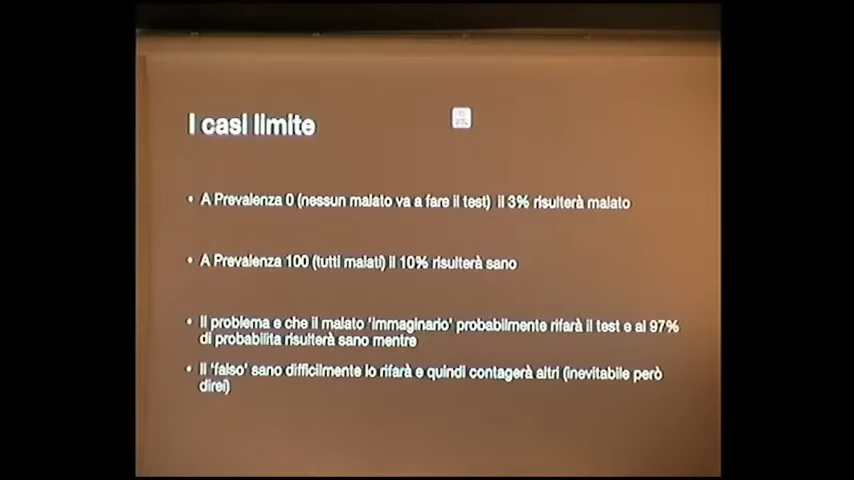 I casi limite
• A Prevalenza 0 (nessun malato va a fare il test) il 3% risulterà malato
• A Prevalenza 100 (tutti malati) il 10% risulterà sano
• Il problema e che il malato 'immaginario' probabilmente rifarà il test e al 97%
di probabilita risulterà sano mentre
• Il 'falso' sano difficilmente lo rifarà e quindi contagerà altri (inevitabile però
direi)